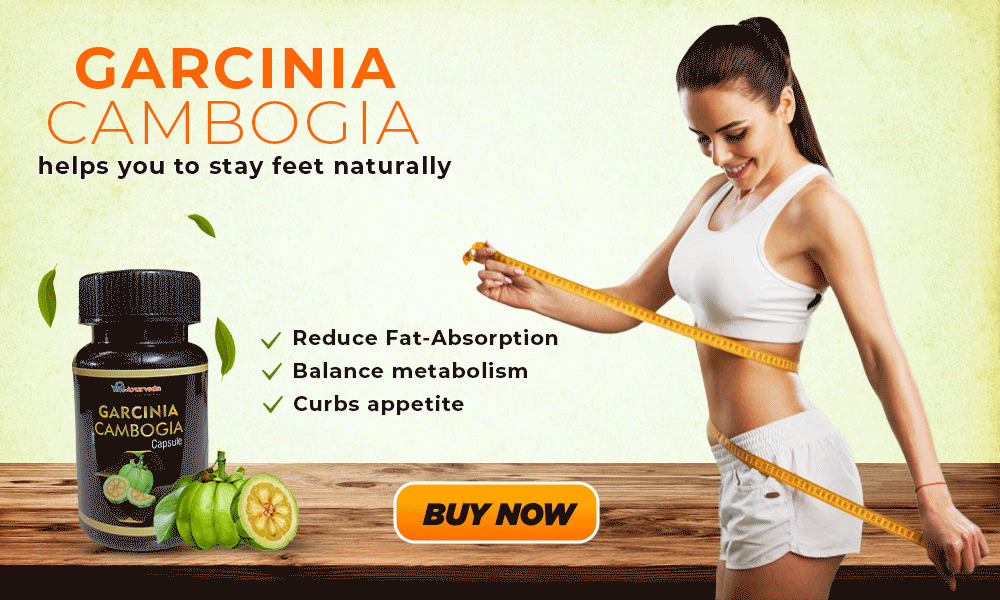 GARCINIA
CAMBOGIA
helps you to stay feet naturally
Reduce Fat-Absorption
Balance metabolism
Curbs appetite
GARCINIA
CAMBOGIA
Capsule
BUY NOW